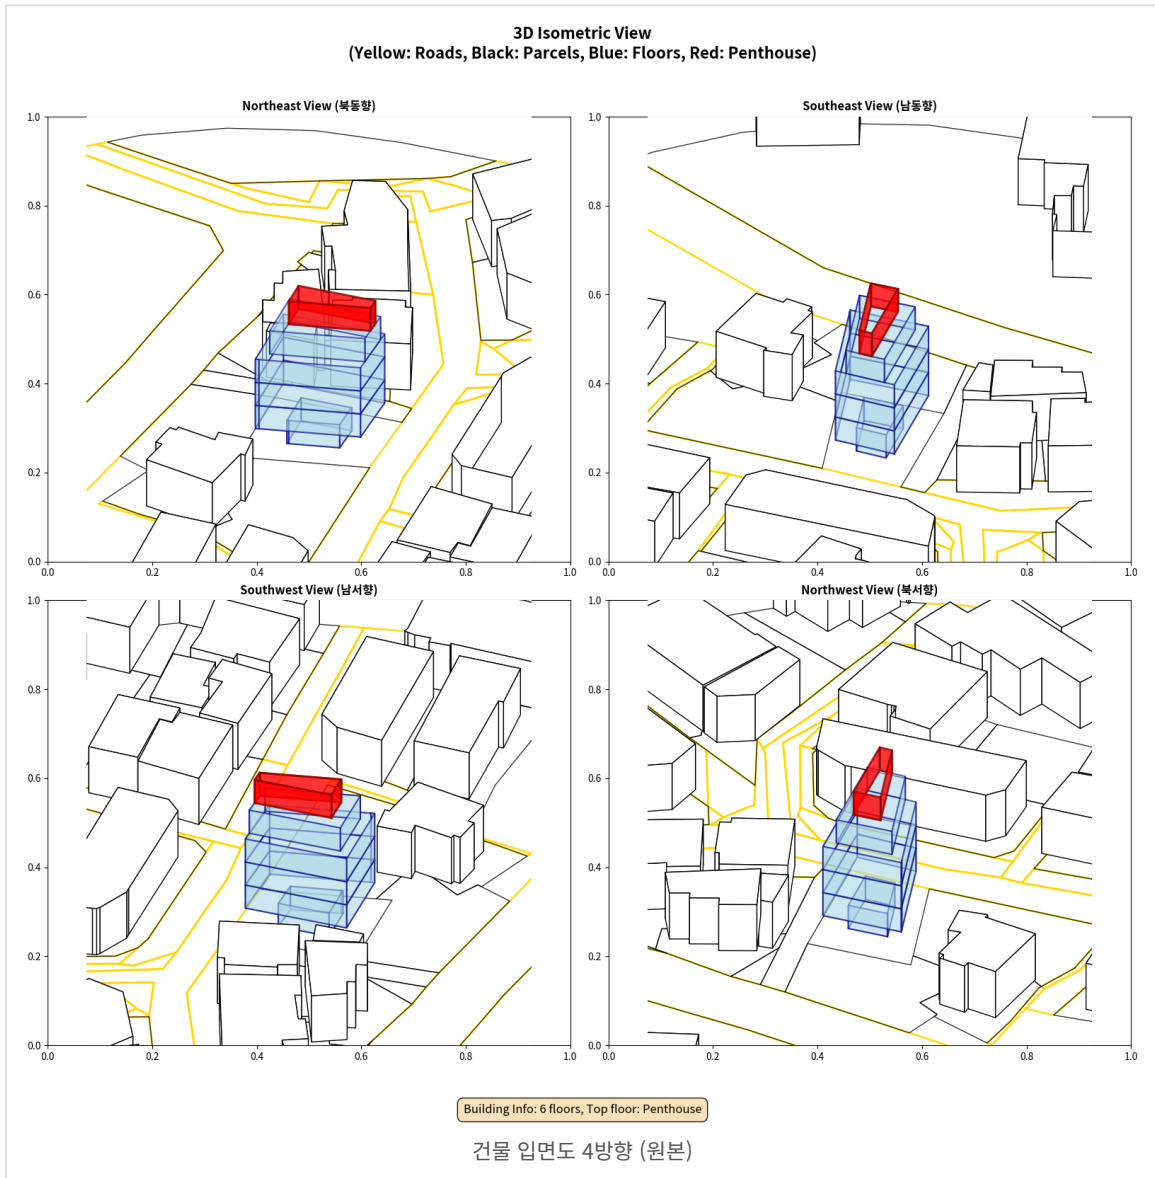 3D Isometric View
(Yellow: Roads, Black: Parcels, Blue: Floors, Red: Penthouse)
Northeast View (북동향)
1.0
0.8
0.6
0.4
0.2
0.0
0.0 0.2 0.4 0.6 0.8 1.0
Southeast View (남동향)
1.0
0.8
0.6
0.4
0.2
0.0
0.0 0.2 0.4 0.6 0.8 1.0
Southwest View (남서향)
1.0
0.8
0.6
0.4
0.2
0.0
0.0 0.2 0.4 0.6 0.8 1.0
Northwest View (북서향)
1.0
0.8
0.6
0.4
0.2
0.0
0.0 0.2 0.4 0.6 0.8 1.0
Building Info: 6 floors, Top floor: Penthouse
건물 입면도 4방향 (원본)